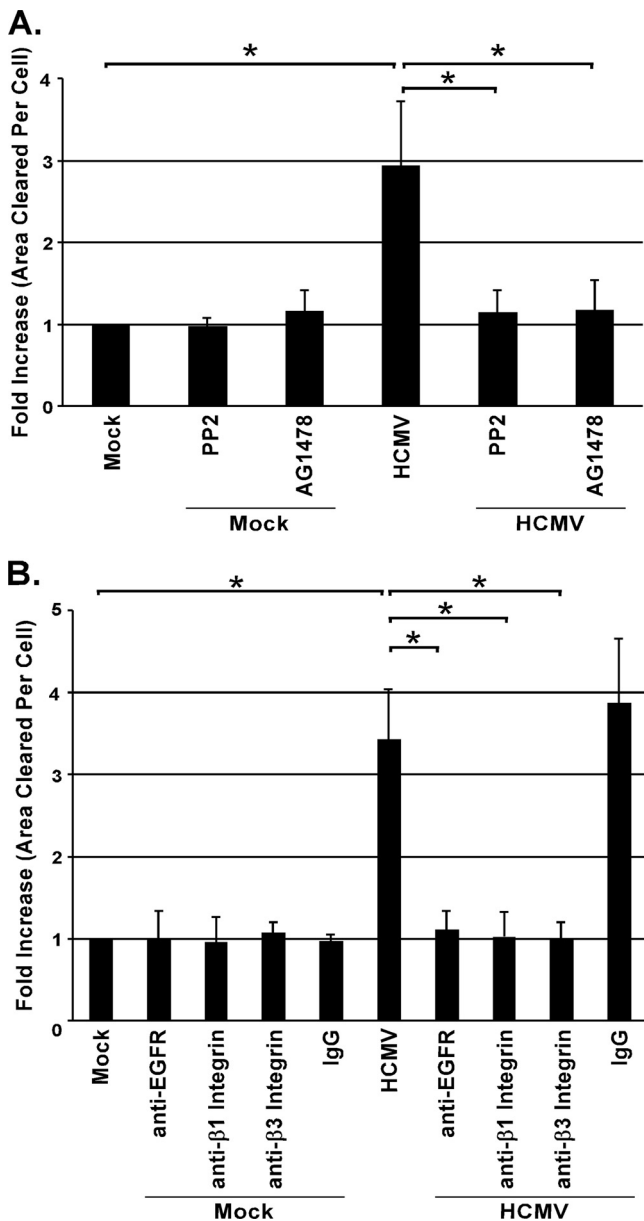 A.
*
*
*
Fold Increase (Area Cleared Per Cell)
4
3
2
1
0
Mock
PP2
AG1478
HCMV
PP2
AG1478
Mock
HCMV
B.
*
*
*
*
Fold Increase (Area Cleared Per Cell)
5
4
3
2
1
0
Mock
anti-EGFR
anti-β1 Integrin
anti-β3 Integrin
IgG
HCMV
anti-EGFR
anti-β1 Integrin
anti-β3 Integrin
IgG
Mock
HCMV